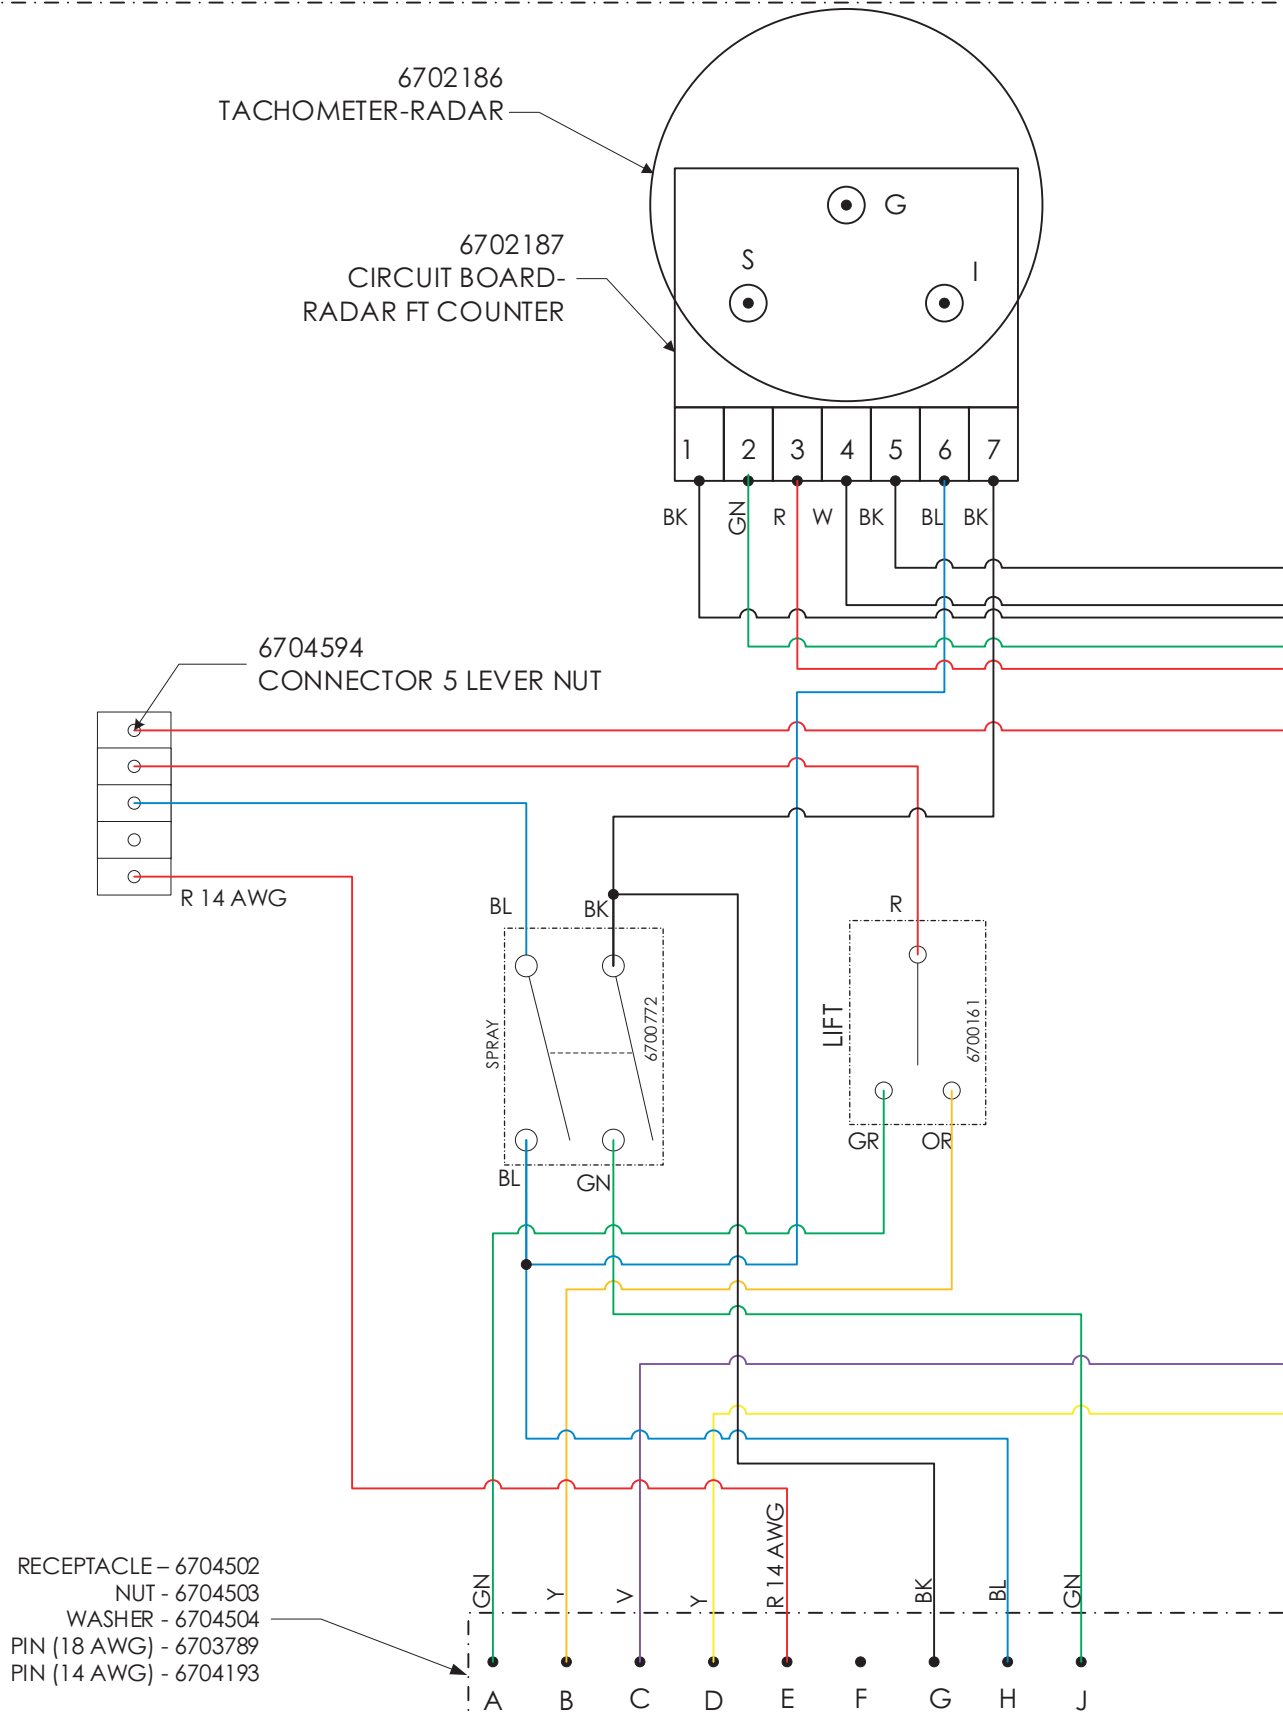 6702186
TACHOMETER-RADAR
G
6702187
CIRCUIT BOARD-
RADAR FT COUNTER
S
I
1 2 3 4 5 6 7
BK GN R W BK BL BK
6704594
CONNECTOR 5 LEVER NUT
R 14 AWG
BL BK
R
SPRAY
6700772
LIFT
6700161
GR OR
BL GN
RECEPTACLE – 6704502
NUT - 6704503
WASHER - 6704504
PIN (18 AWG) - 6703789
PIN (14 AWG) - 6704193
GN Y V Y R 14 AWG BK BL GN
A B C D E F G H J